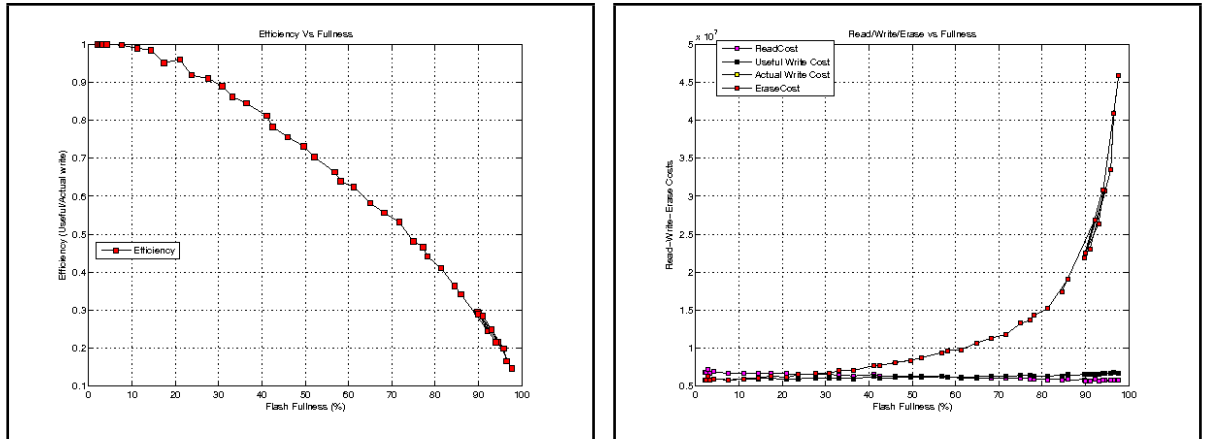 Efficiency Vs Fullness
1
0.9
0.8
0.7
0.6
0.5
0.4
0.3
0.2
0.1
Efficiency (Useful/Actual write)
Efficiency
0 10 20 30 40 50 60 70 80 90 100
Flash Fullness (%)
Read/Write/Erase vs Fullness
x 10^7
5
4.5
4
3.5
3
2.5
2
1.5
1
0.5
Read-Write-Erase Costs
ReadCost
Useful Write Cost
Actual Write Cost
EraseCost
0 10 20 30 40 50 60 70 80 90 100
Flash Fullness (%)